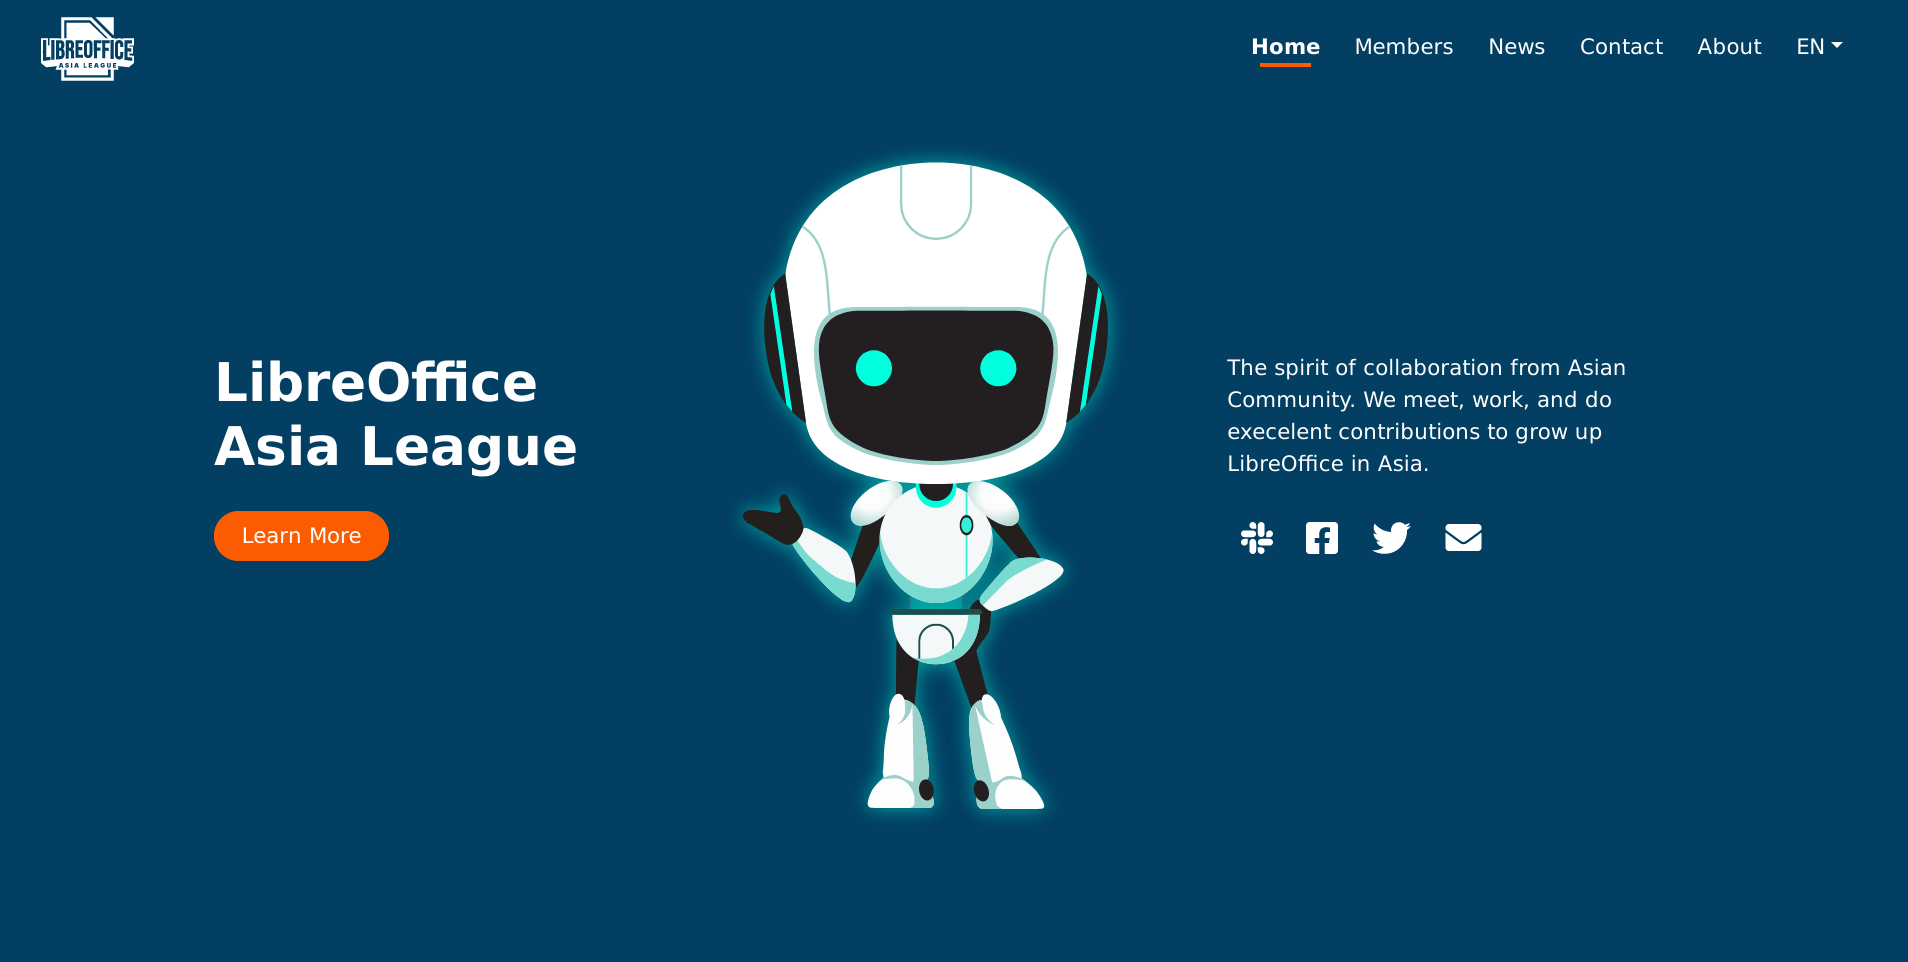 LIBREOFFICE
ASIA LEAGUE
Home Members News Contact About EN
LibreOffice
Asia League
Learn More
The spirit of collaboration from Asian
Community. We meet, work, and do
execelent contributions to grow up
LibreOffice in Asia.